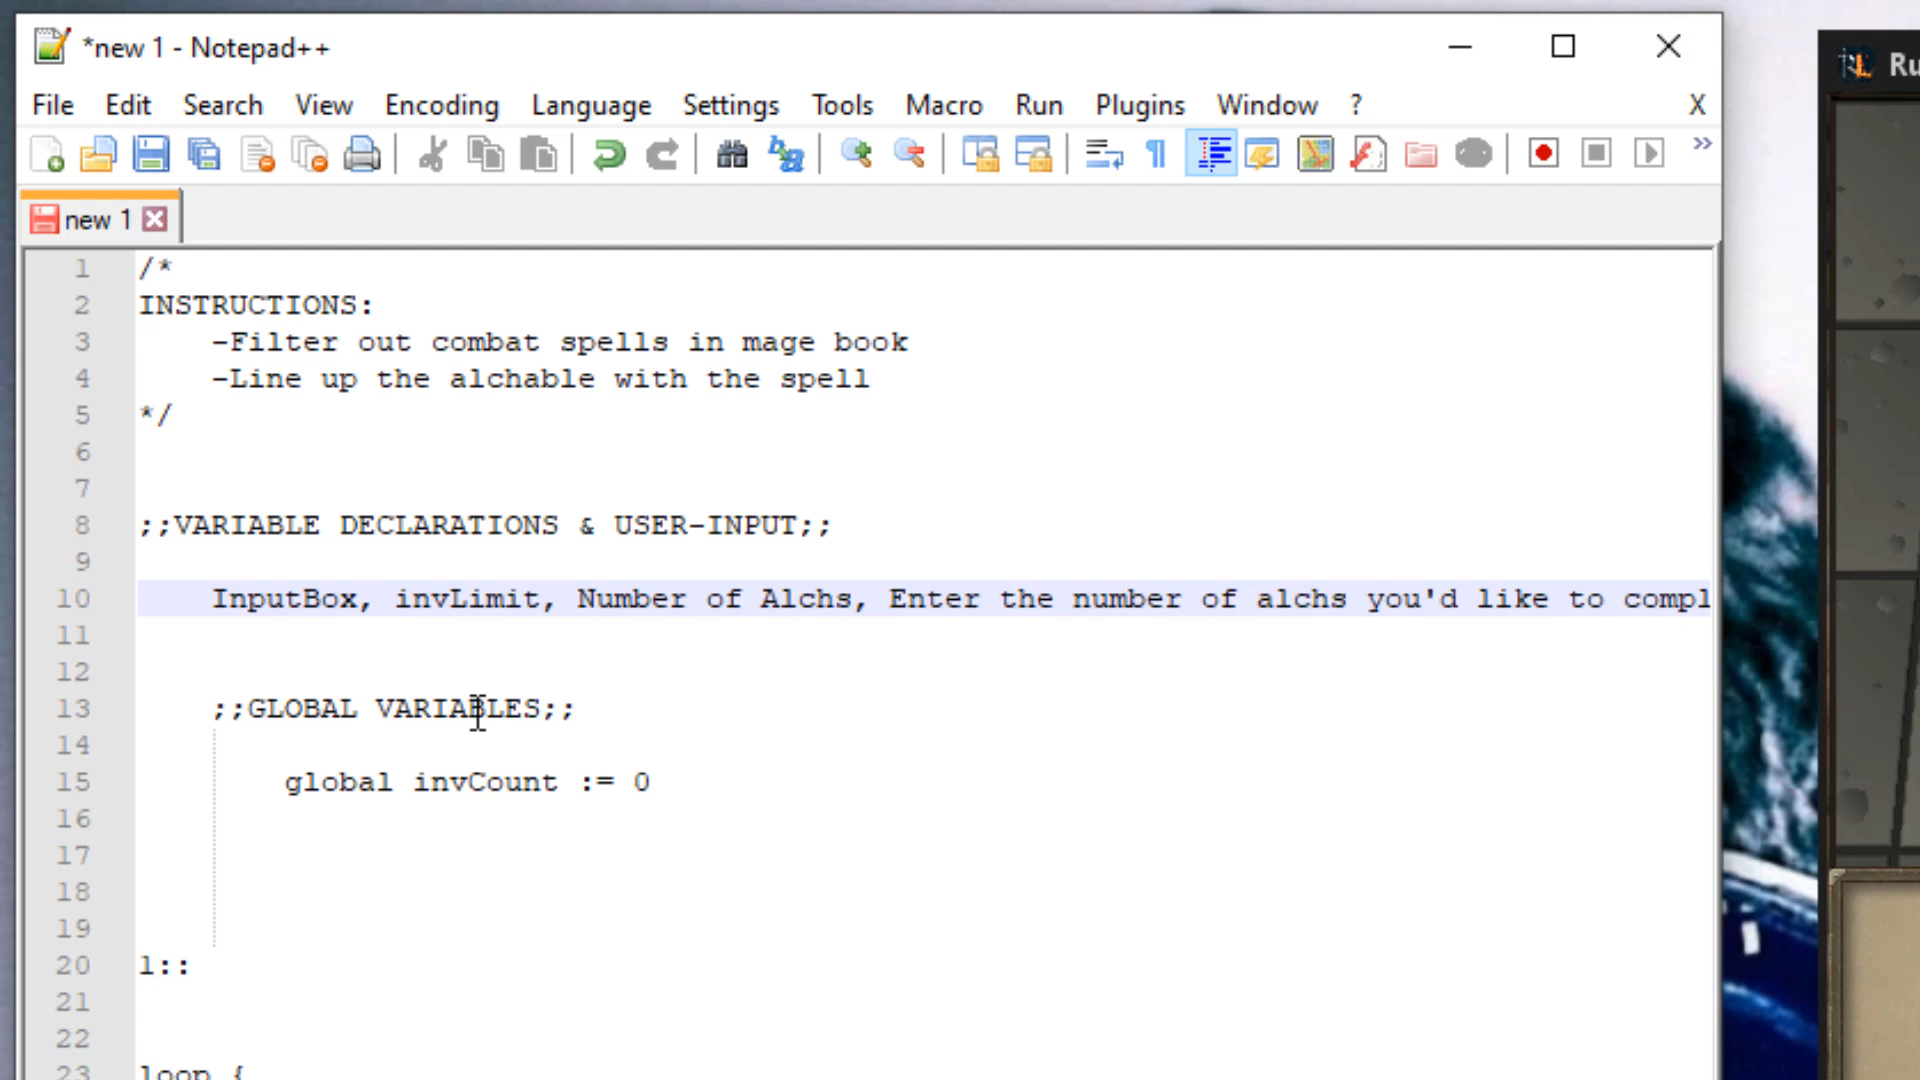 *new 1 - Notepad++
File Edit Search View Encoding Language Settings Tools Macro Run Plugins Window ? X
new 1
1 /*
2 INSTRUCTIONS:
3 -Filter out combat spells in mage book
4 -Line up the alchable with the spell
5 */
6
7
8 ;;VARIABLE DECLARATIONS & USER-INPUT;;
9
10 InputBox, invLimit, Number of Alchs, Enter the number of alchs you'd like to compl
11
12
13 ;;GLOBAL VARIABLES;;
14
15 global invCount := 0
16
17
18
19
20 1::
21
22
23 loop {
Ru